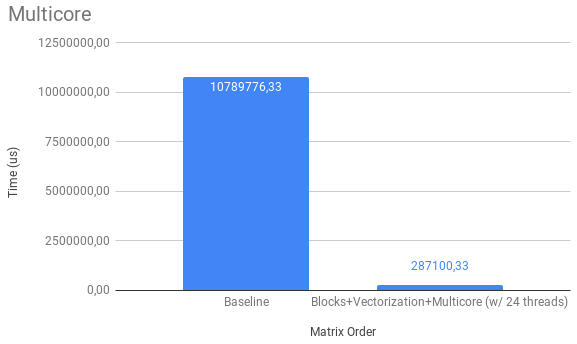 Multicore
12500000,00
10000000,00
7500000,00
5000000,00
2500000,00
0,00
Time (us)
10789776,33
287100,33
Baseline
Blocks+Vectorization+Multicore (w/ 24 threads)
Matrix Order